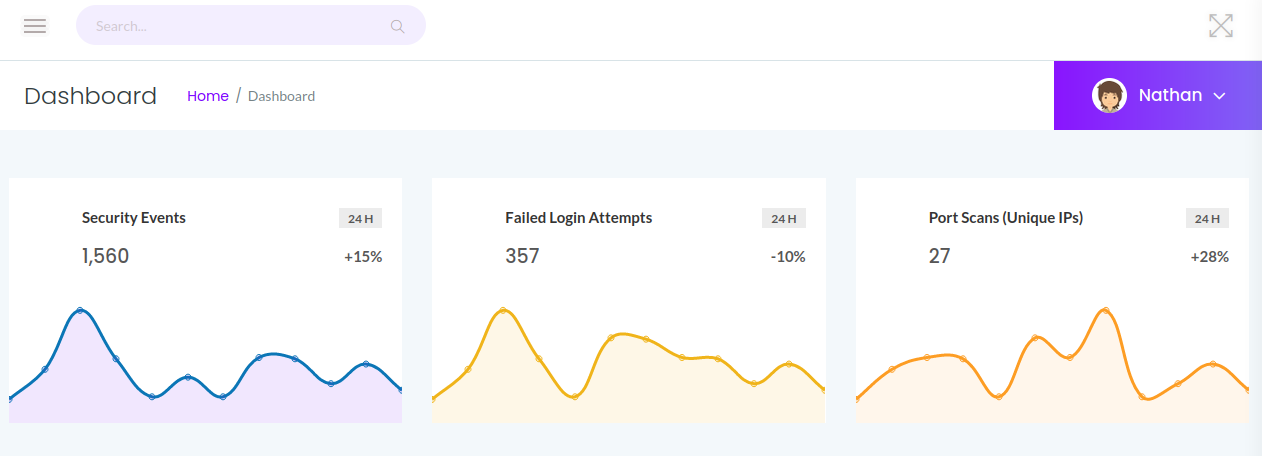 Search...
Dashboard
Home / Dashboard
Nathan
Security Events
24 H
1,560
+15%
Failed Login Attempts
24 H
357
-10%
Port Scans (Unique IPs)
24 H
27
+28%